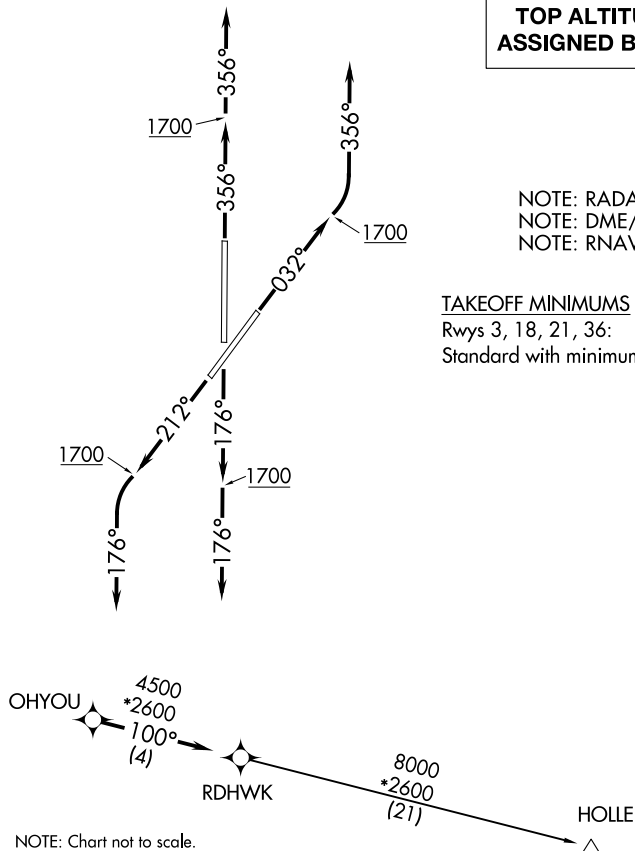 TOP ALTITU
ASSIGNED B
356°
1700
356°
356°
1700
032°
NOTE: RADA
NOTE: DME/
NOTE: RNAV
TAKEOFF MINIMUMS
Rwys 3, 18, 21, 36:
Standard with minimum
212°
176°
1700
1700
176°
176°
OHYOU
4500
*2600
100°
(4)
RDHWK
8000
*2600
(21)
HOLLE
NOTE: Chart not to scale.